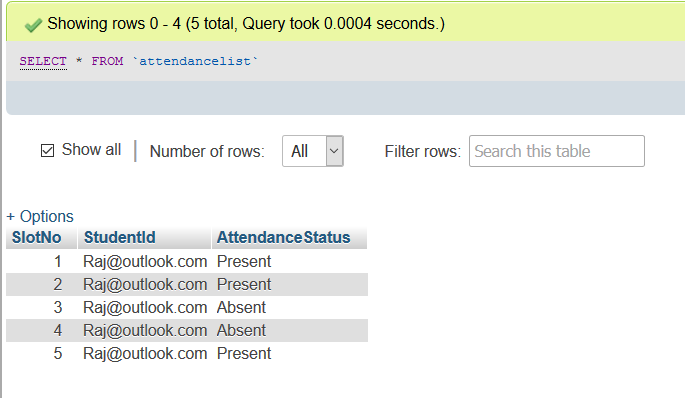 Showing rows 0 - 4 (5 total, Query took 0.0004 seconds.)
SELECT * FROM `attendancelist`
Show all | Number of rows: All Filter rows: Search this table
+ Options
SlotNo StudentId AttendanceStatus
1 Raj@outlook.com Present
2 Raj@outlook.com Present
3 Raj@outlook.com Absent
4 Raj@outlook.com Absent
5 Raj@outlook.com Present